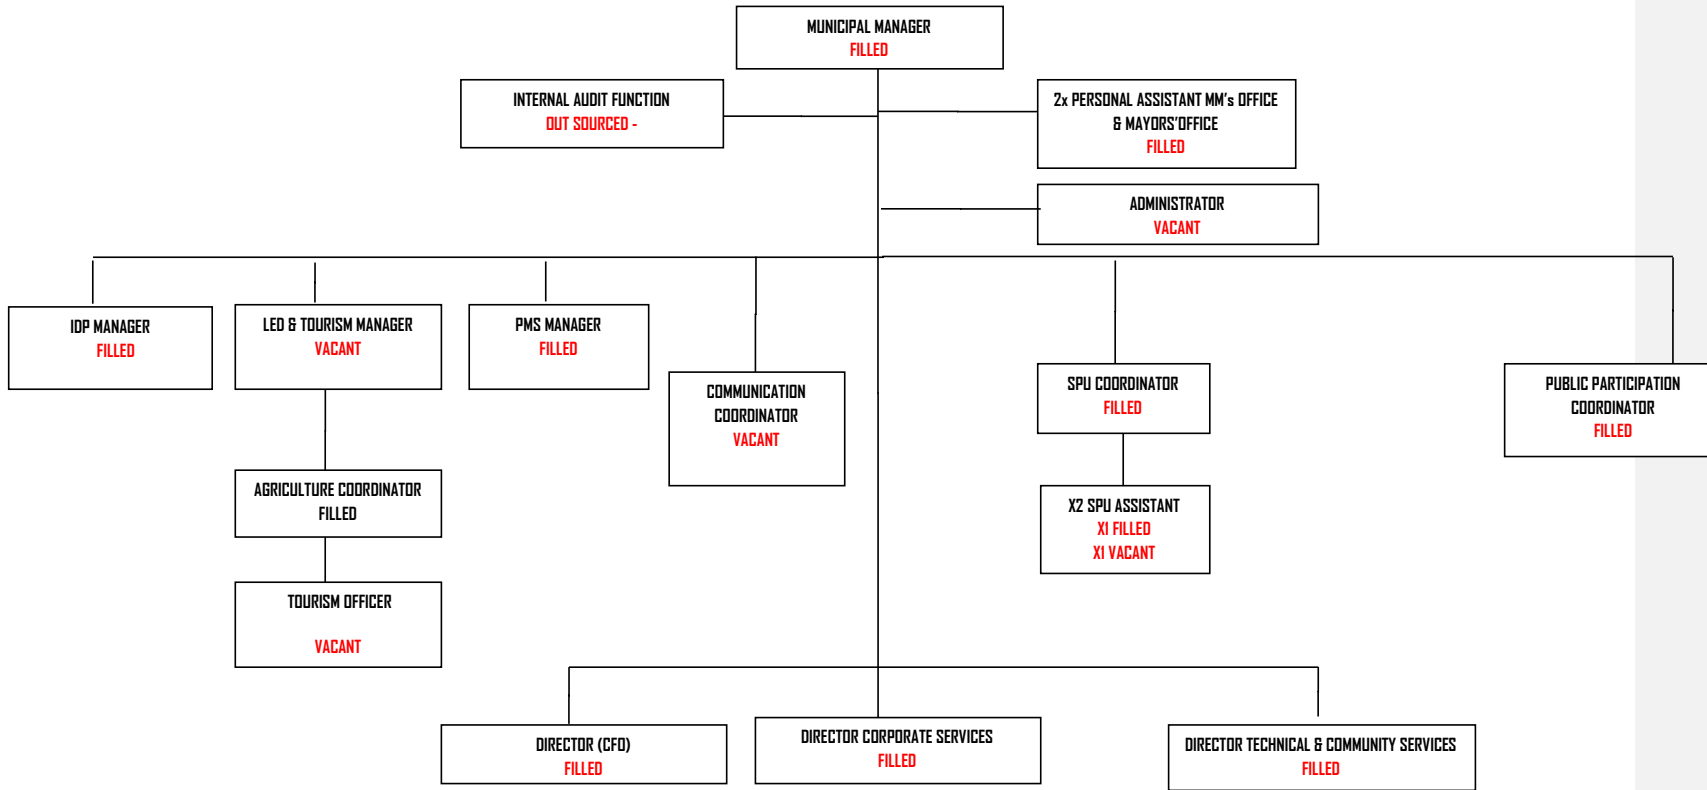 MUNICIPAL MANAGER
FILLED
INTERNAL AUDIT FUNCTION
OUT SOURCED -
2x PERSONAL ASSISTANT MM's OFFICE
& MAYORS'OFFICE
FILLED
ADMINISTRATOR
VACANT
IDP MANAGER
FILLED
LED & TOURISM MANAGER
VACANT
PMS MANAGER
FILLED
COMMUNICATION
COORDINATOR
VACANT
SPU COORDINATOR
FILLED
PUBLIC PARTICIPATION
COORDINATOR
FILLED
AGRICULTURE COORDINATOR
FILLED
X2 SPU ASSISTANT
X1 FILLED
X1 VACANT
TOURISM OFFICER
VACANT
DIRECTOR (CFO)
FILLED
DIRECTOR CORPORATE SERVICES
FILLED
DIRECTOR TECHNICAL & COMMUNITY SERVICES
FILLED